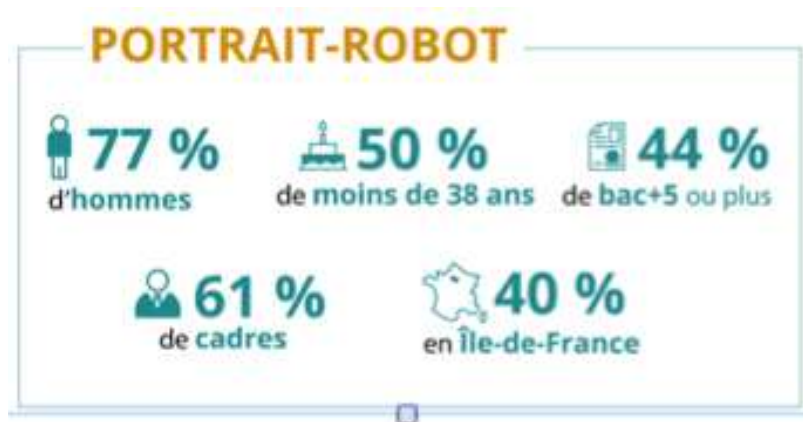 PORTRAIT-ROBOT
77 %
d'hommes
50 %
de moins de 38 ans
44 %
de bac+5 ou plus
61 %
de cadres
40 %
en Île-de-France